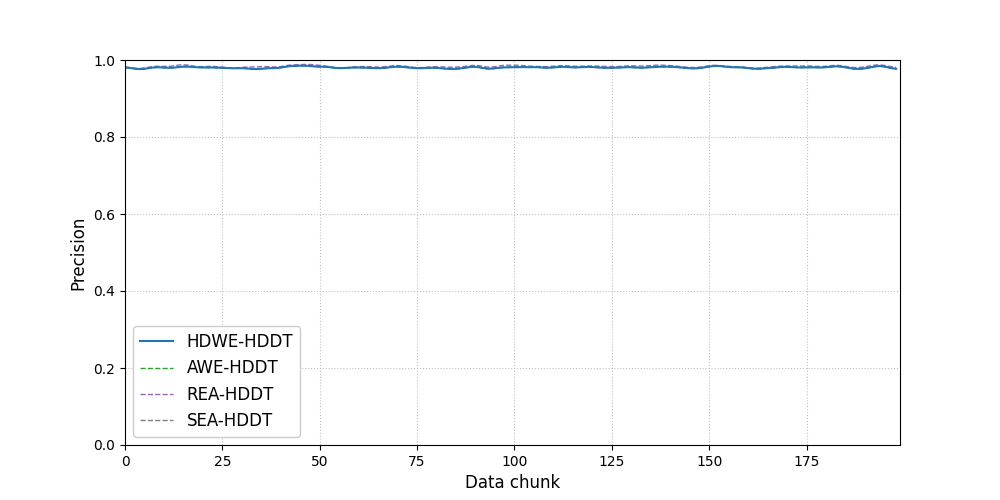 1.0
0.8
0.6
0.4
0.2
0.0
Precision
HDWE-HDDT
AWE-HDDT
REA-HDDT
SEA-HDDT
0 25 50 75 100 125 150 175
Data chunk